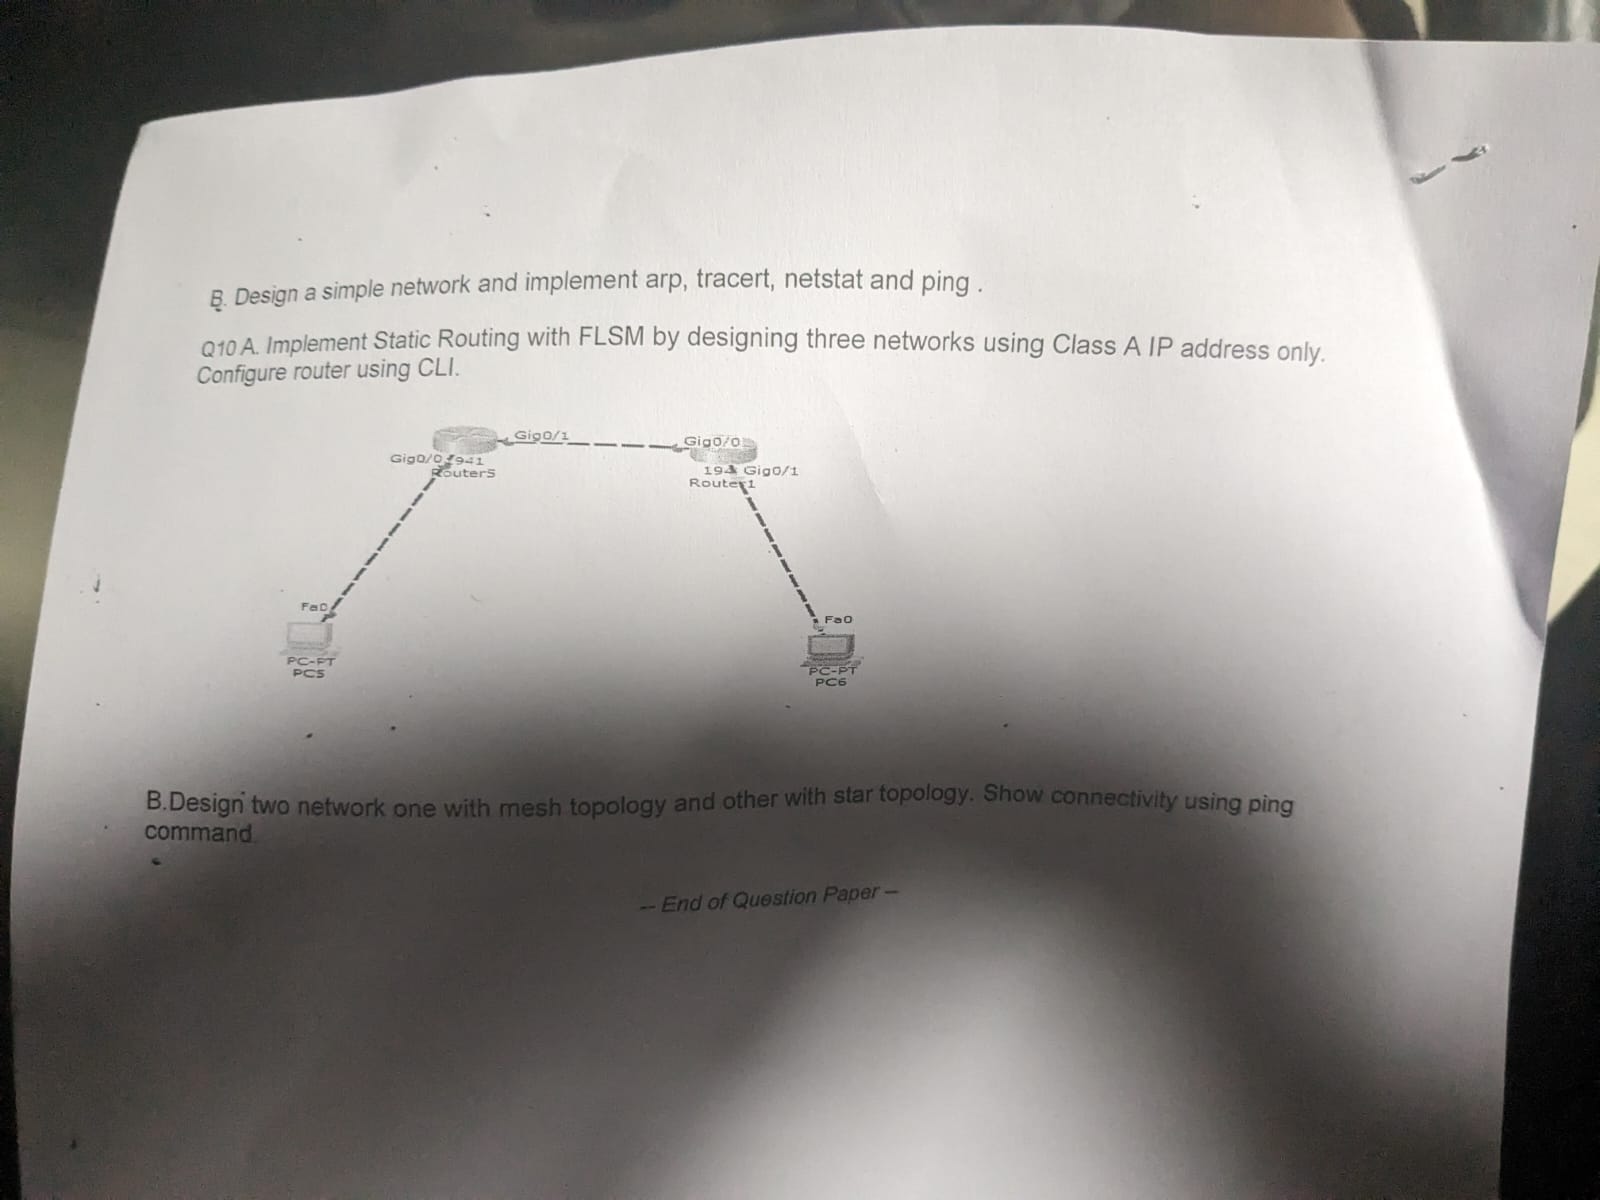 B. Design a simple network and implement arp, tracert, netstat and ping .
Q10 A. Implement Static Routing with FLSM by designing three networks using Class A IP address only.
Configure router using CLI.
Gig0/1
Gig0/0
Gig0/0 1941
Router5
194 Gig0/1
Router1
Fa0
Fa0
PC-PT
PC5
PC-PT
PC6
B.Design two network one with mesh topology and other with star topology. Show connectivity using ping
command
-- End of Question Paper --